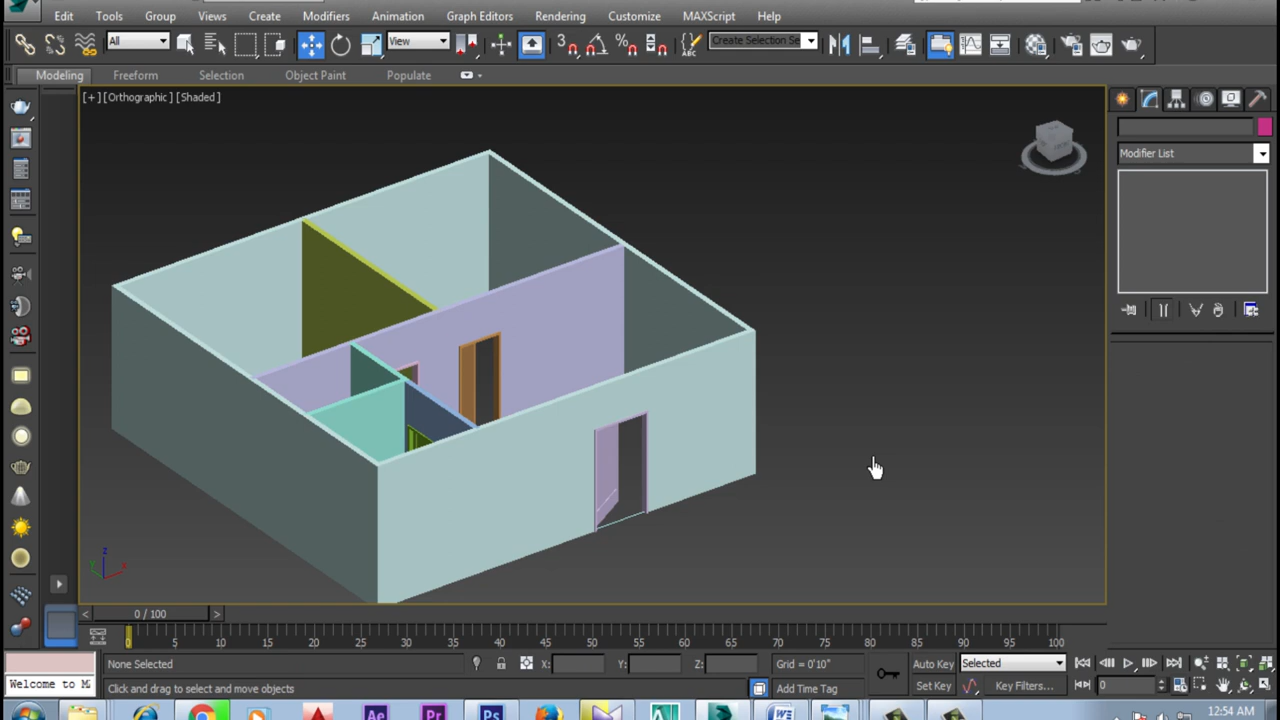 Edit Tools Group Views Create Modifiers Animation Graph Editors Rendering Customize MAXScript Help
All View Create Selection Se
Modeling Freeform Selection Object Paint Populate
[+] [Orthographic] [Shaded]
Modifier List
z
x
y
< 0 / 100 >
0 5 10 15 20 25 30 35 40 45 50 55 60 65 70 75 80 85 90 95 100
None Selected X: Y: Z: Grid = 0'10" Auto Key Selected
Welcome to M Click and drag to select and move objects Add Time Tag Set Key Key Filters... 0
Ae Pr Ps W
12:54 AM